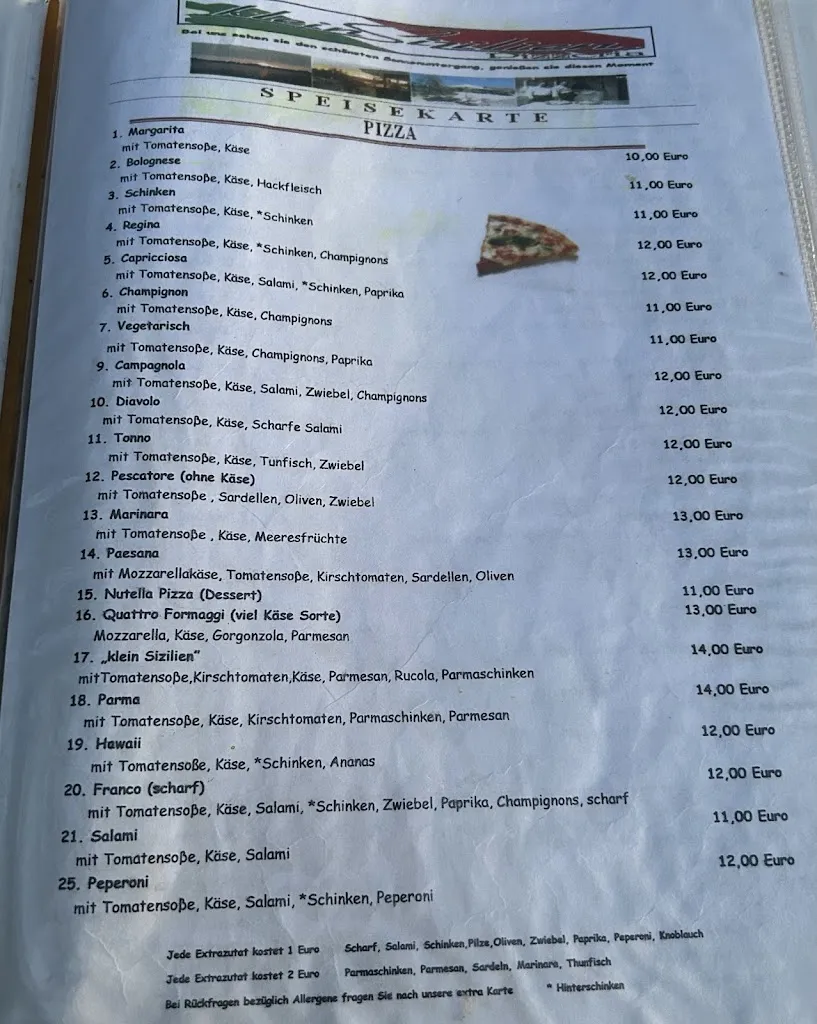 Bei uns sehen sie den schönsten Sonnenuntergang, genießen sie diesen Moment
SPEISEKARTE
PIZZA
1. Margarita 10,00 Euro
mit Tomatensoße, Käse
2. Bolognese 11,00 Euro
mit Tomatensoße, Käse, Hackfleisch
3. Schinken 11,00 Euro
mit Tomatensoße, Käse, *Schinken
4. Regina 12,00 Euro
mit Tomatensoße, Käse, *Schinken, Champignons
5. Capricciosa 12,00 Euro
mit Tomatensoße, Käse, Salami, *Schinken, Paprika
6. Champignon 11,00 Euro
mit Tomatensoße, Käse, Champignons
7. Vegetarisch 11,00 Euro
mit Tomatensoße, Käse, Champignons, Paprika
9. Campagnola 12,00 Euro
mit Tomatensoße, Käse, Salami, Zwiebel, Champignons
10. Diavolo 12,00 Euro
mit Tomatensoße, Käse, Scharfe Salami
11. Tonno 12,00 Euro
mit Tomatensoße, Käse, Tunfisch, Zwiebel
12. Pescatore (ohne Käse) 12,00 Euro
mit Tomatensoße , Sardellen, Oliven, Zwiebel
13. Marinara 13,00 Euro
mit Tomatensoße , Käse, Meeresfrüchte
14. Paesana 13,00 Euro
mit Mozzarellakäse, Tomatensoße, Kirschtomaten, Sardellen, Oliven
15. Nutella Pizza (Dessert) 11,00 Euro
16. Quattro Formaggi (viel Käse Sorte) 13,00 Euro
Mozzarella, Käse, Gorgonzola, Parmesan
17. „klein Sizilien" 14,00 Euro
mitTomatensoße,Kirschtomaten,Käse, Parmesan, Rucola, Parmaschinken
18. Parma 14,00 Euro
mit Tomatensoße, Käse, Kirschtomaten, Parmaschinken, Parmesan
19. Hawaii 12,00 Euro
mit Tomatensoße, Käse, *Schinken, Ananas
20. Franco (scharf) 12,00 Euro
mit Tomatensoße, Käse, Salami, *Schinken, Zwiebel, Paprika, Champignons, scharf
21. Salami 11,00 Euro
mit Tomatensoße, Käse, Salami
25. Peperoni 12,00 Euro
mit Tomatensoße, Käse, Salami, *Schinken, Peperoni
Jede Extrazutat kostet 1 Euro Scharf, Salami, Schinken,Pilze,Oliven, Zwiebel, Paprika, Peperoni, Knoblauch
Jede Extrazutat kostet 2 Euro Parmaschinken, Parmesan, Sardeln, Marinara, Thunfisch
Bei Rückfragen bezüglich Allergene fragen Sie nach unsere extra Karte * Hinterschinken